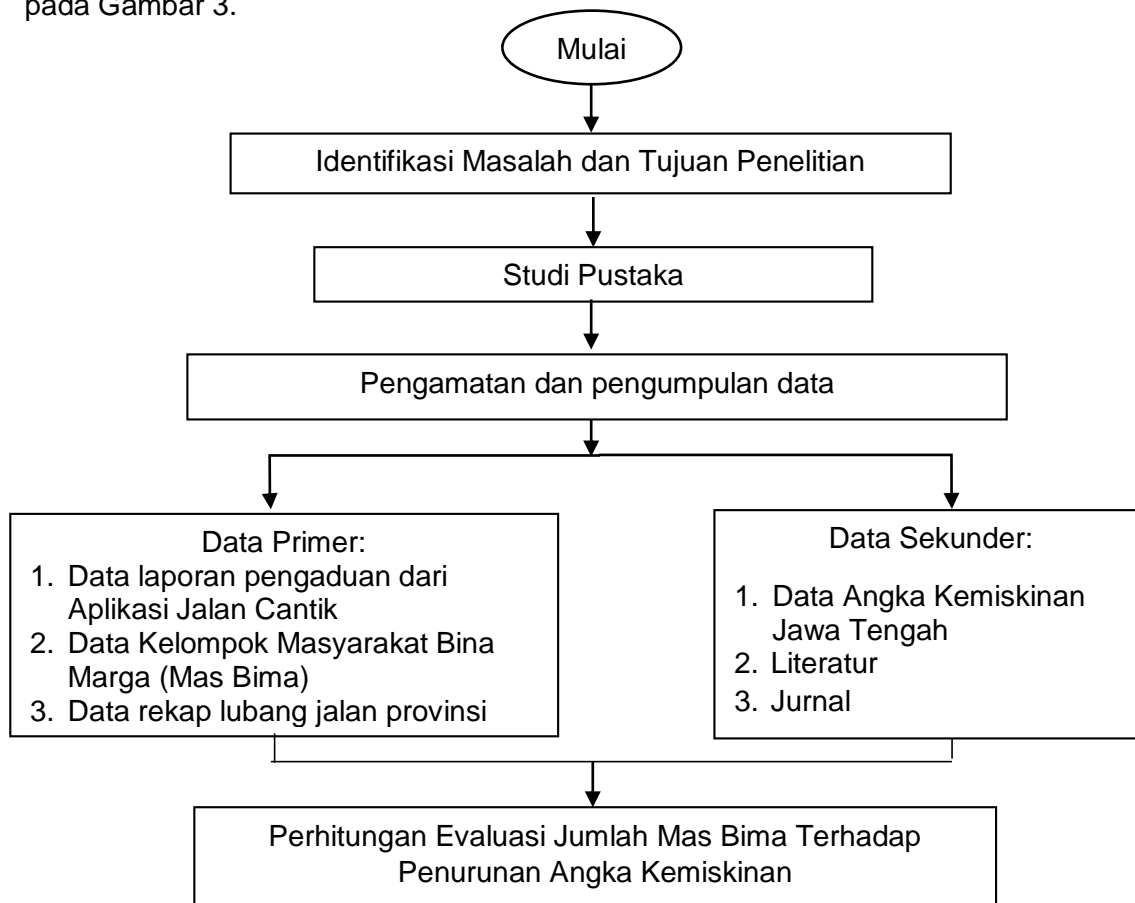 pada Gambar 3.
Mulai
Identifikasi Masalah dan Tujuan Penelitian
Studi Pustaka
Pengamatan dan pengumpulan data
Data Primer:
1. Data laporan pengaduan dari
Aplikasi Jalan Cantik
2. Data Kelompok Masyarakat Bina
Marga (Mas Bima)
3. Data rekap lubang jalan provinsi
Data Sekunder:
1. Data Angka Kemiskinan
Jawa Tengah
2. Literatur
3. Jurnal
Perhitungan Evaluasi Jumlah Mas Bima Terhadap
Penurunan Angka Kemiskinan